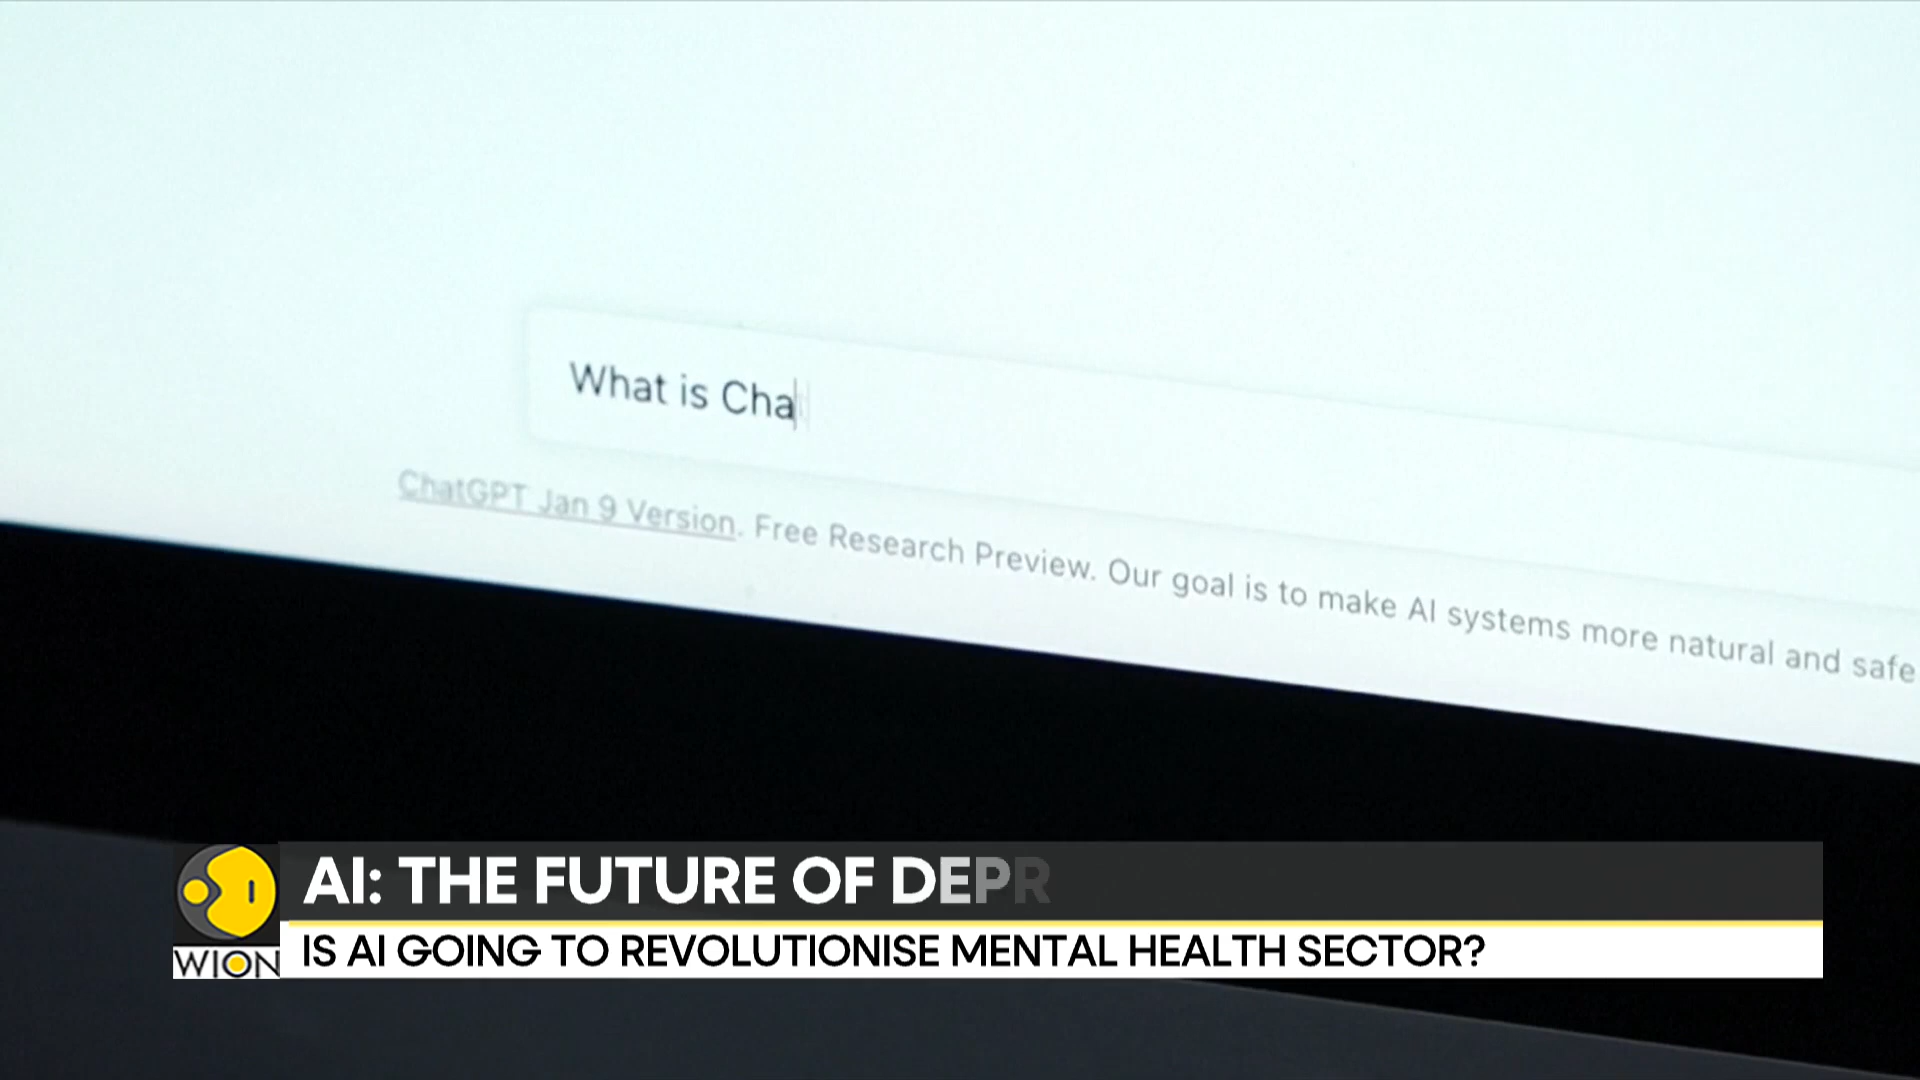 What is Cha
ChatGPT Jan 9 Version. Free Research Preview. Our goal is to make AI systems more natural and safe
AI: THE FUTURE OF DEPR
IS AI GOING TO REVOLUTIONISE MENTAL HEALTH SECTOR?
WION